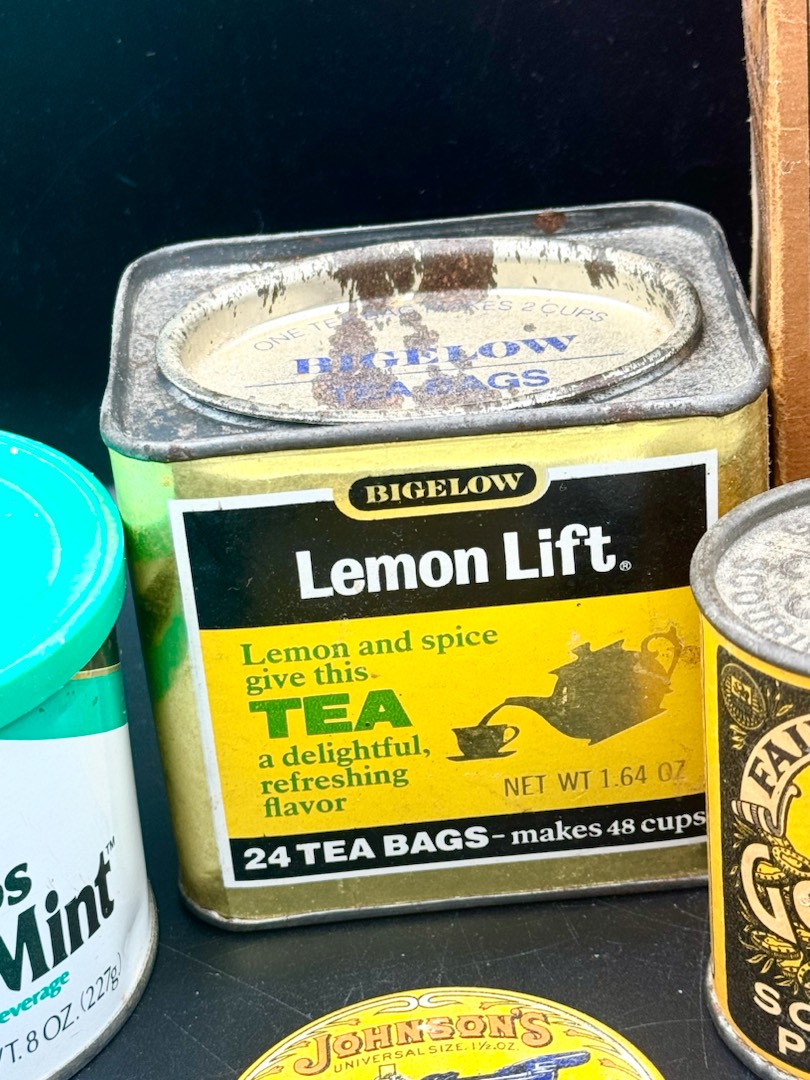 ONE TEA BAG MAKES 2 CUPS
BIGELOW
TEA BAGS
BIGELOW
Lemon Lift®
Lemon and spice
give this
TEA
a delightful,
refreshing
flavor
NET WT 1.64 OZ
24 TEA BAGS - makes 48 cups
Mint™
WT. 8 OZ. (227g)
JOHNSON'S
UNIVERSAL SIZE. 1½ OZ.